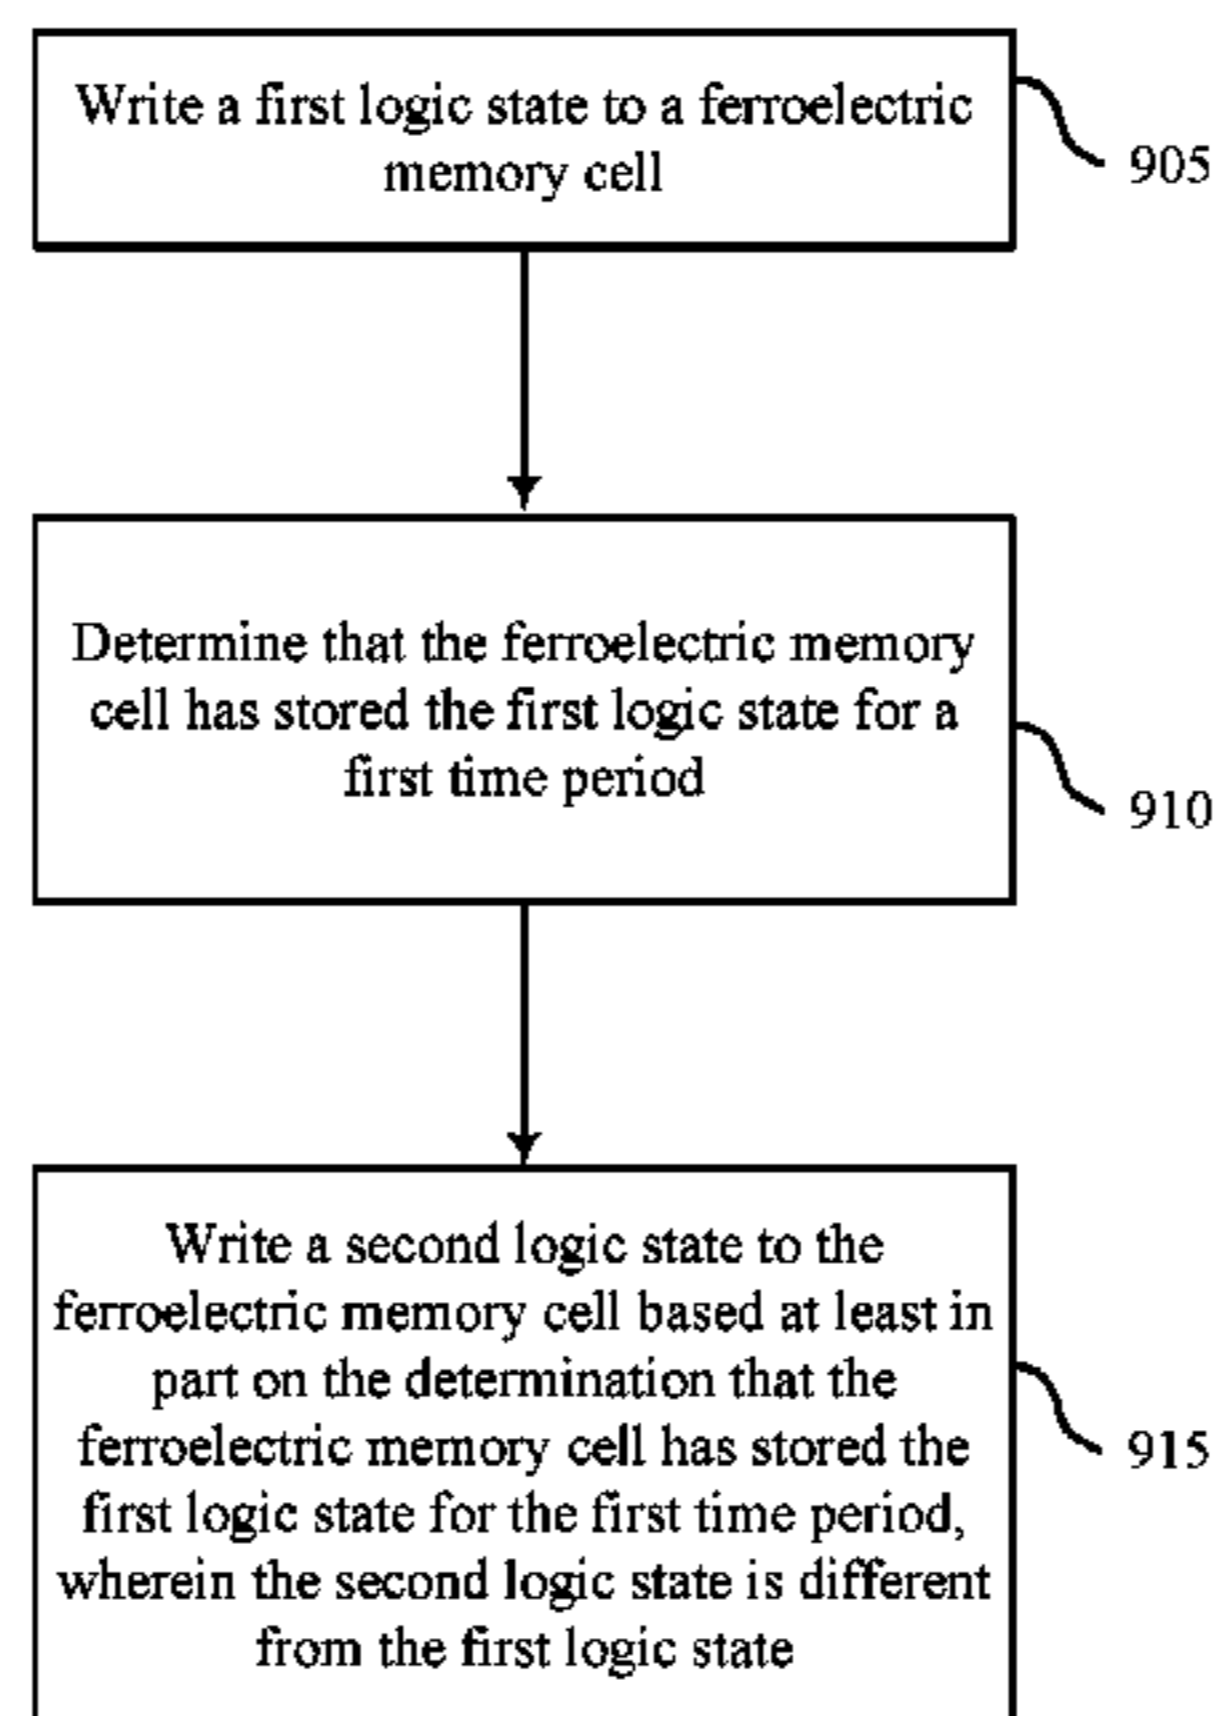 Write a first logic state to a ferroelectric
memory cell
905
Determine that the ferroelectric memory
cell has stored the first logic state for a
first time period
910
Write a second logic state to the
ferroelectric memory cell based at least in
part on the determination that the
ferroelectric memory cell has stored the
first logic state for the first time period,
wherein the second logic state is different
from the first logic state
915